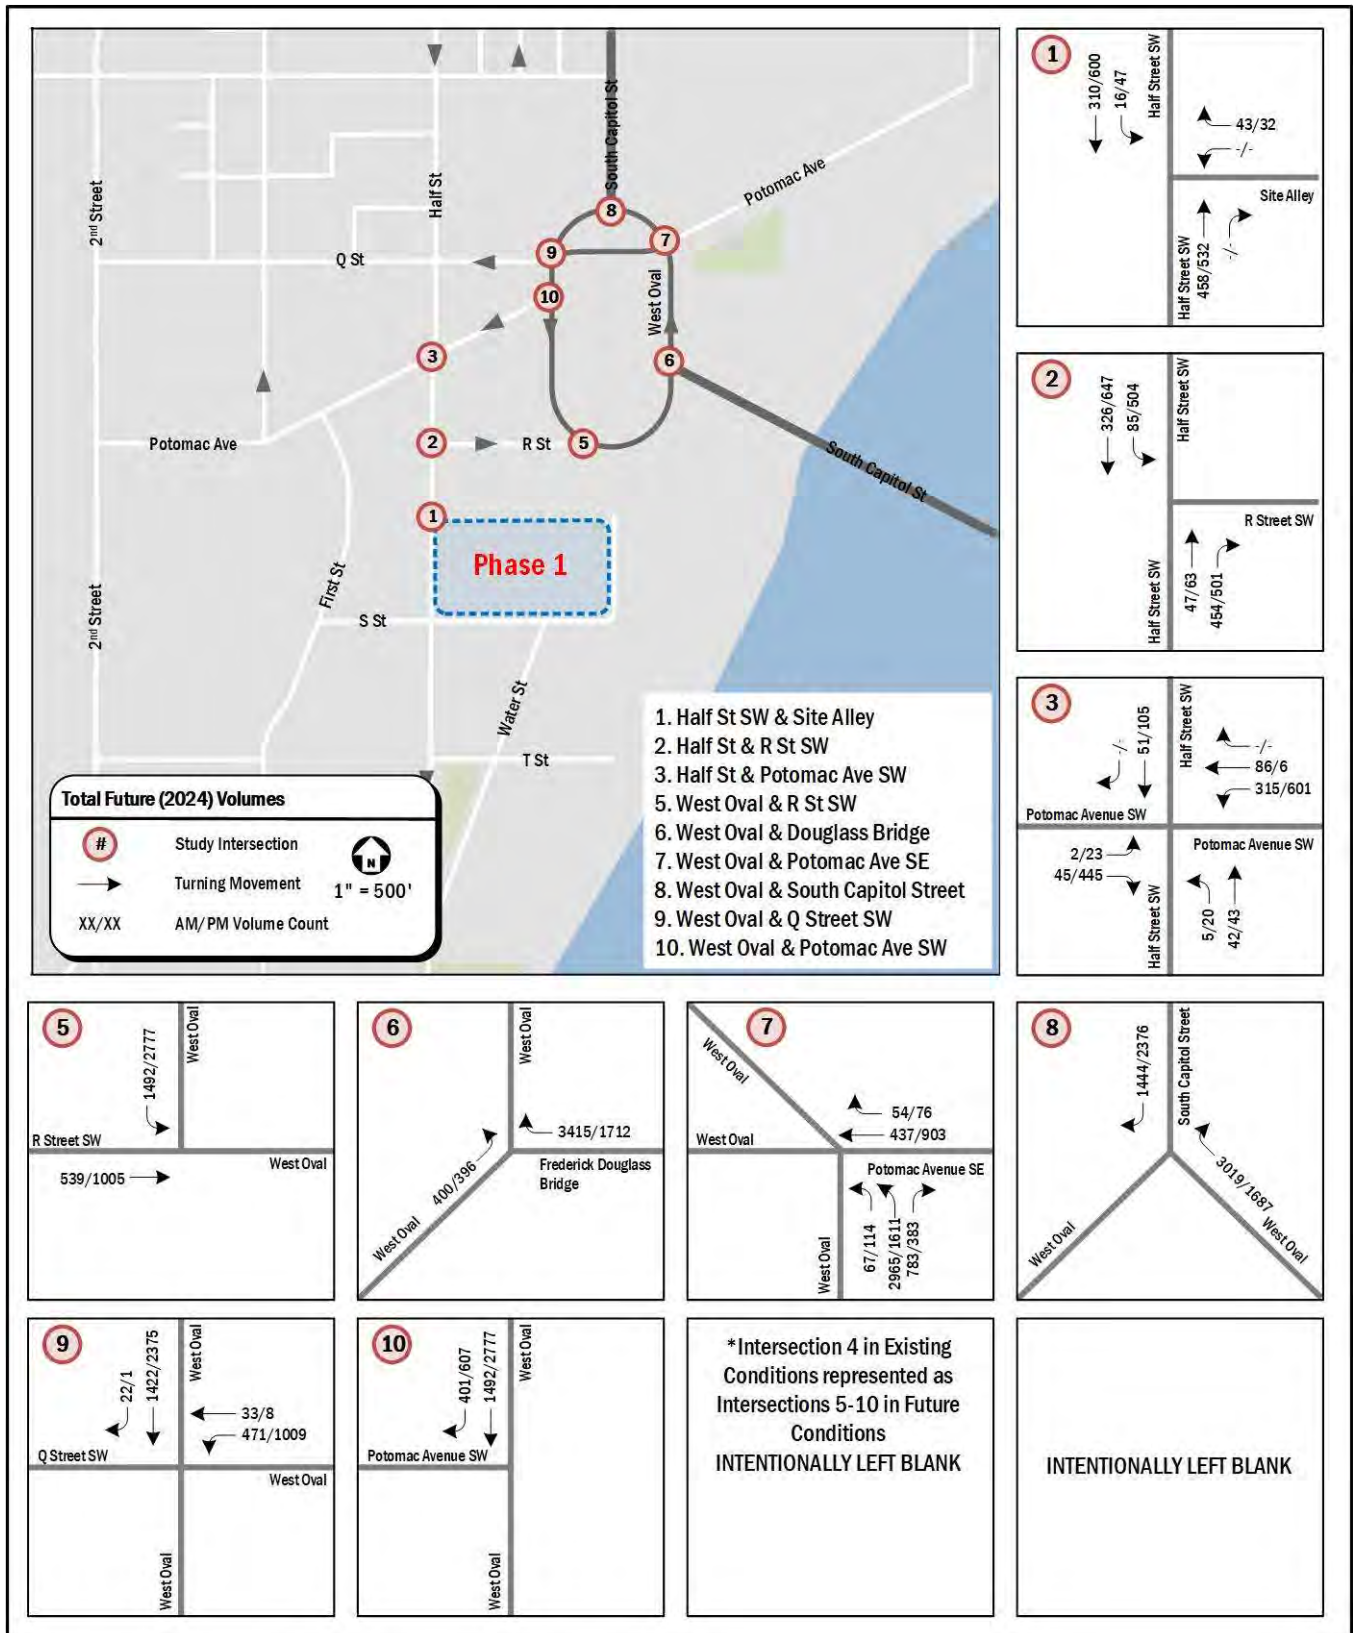 South Capitol St
Potomac Ave
2nd Street
Half St
Q St
West Oval
8
7
9
10
3
6
Potomac Ave
2
R St
5
South Capitol St
1
Phase 1
First St
S St
2nd Street
Water St
T St
1. Half St SW & Site Alley
2. Half St & R St SW
3. Half St & Potomac Ave SW
5. West Oval & R St SW
6. West Oval & Douglass Bridge
7. West Oval & Potomac Ave SE
8. West Oval & South Capitol Street
9. West Oval & Q Street SW
10. West Oval & Potomac Ave SW
Total Future (2024) Volumes
#
Study Intersection
N
Turning Movement
1" = 500'
XX/XX
AM/PM Volume Count
1
310/600
16/47
Half Street SW
43/32
-/-
Site Alley
Half Street SW
458/532
-/-
2
326/647
85/504
Half Street SW
R Street SW
Half Street SW
47/63
454/501
3
-/-
51/105
Half Street SW
-/-
86/6
315/601
Potomac Avenue SW
Potomac Avenue SW
2/23
45/445
Half Street SW
5/20
42/43
5
1492/2777
West Oval
R Street SW
West Oval
539/1005
6
West Oval
3415/1712
400/396
Frederick Douglass
Bridge
West Oval
7
West Oval
54/76
437/903
West Oval
Potomac Avenue SE
West Oval
67/114
2965/1611
783/383
8
1444/2376
South Capitol Street
3019/1687
West Oval
West Oval
9
22/1
1422/2375
West Oval
33/8
471/1009
Q Street SW
West Oval
West Oval
10
401/607
1492/2777
West Oval
Potomac Avenue SW
West Oval
*Intersection 4 in Existing
Conditions represented as
Intersections 5-10 in Future
Conditions
INTENTIONALLY LEFT BLANK
INTENTIONALLY LEFT BLANK